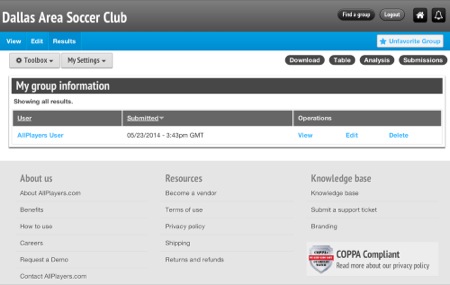 Dallas Area Soccer Club
Find a group
Logout
View Edit Results
Unfavorite Group
Toolbox
My Settings
Download Table Analysis Submissions
My group information
Showing all results.
User Submitted Operations
AllPlayers User 05/23/2014 - 3:43pm GMT View Edit Delete
About us
About AllPlayers.com
Benefits
How to use
Careers
Request a Demo
Contact AllPlayers.com
Resources
Become a vendor
Terms of use
Privacy policy
Shipping
Returns and refunds
Knowledge base
Knowledge base
Submit a support ticket
Branding
COPPA Compliant
Read more about our privacy policy